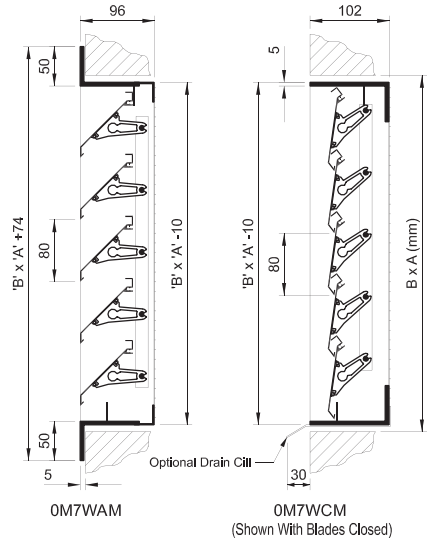 96
102
50
5
'B' x 'A' +74
80
'B' x 'A' -10
'B' x 'A' -10
80
B x A (mm)
50
5
Optional Drain Cill
30
0M7WAM
0M7WCM
(Shown With Blades Closed)